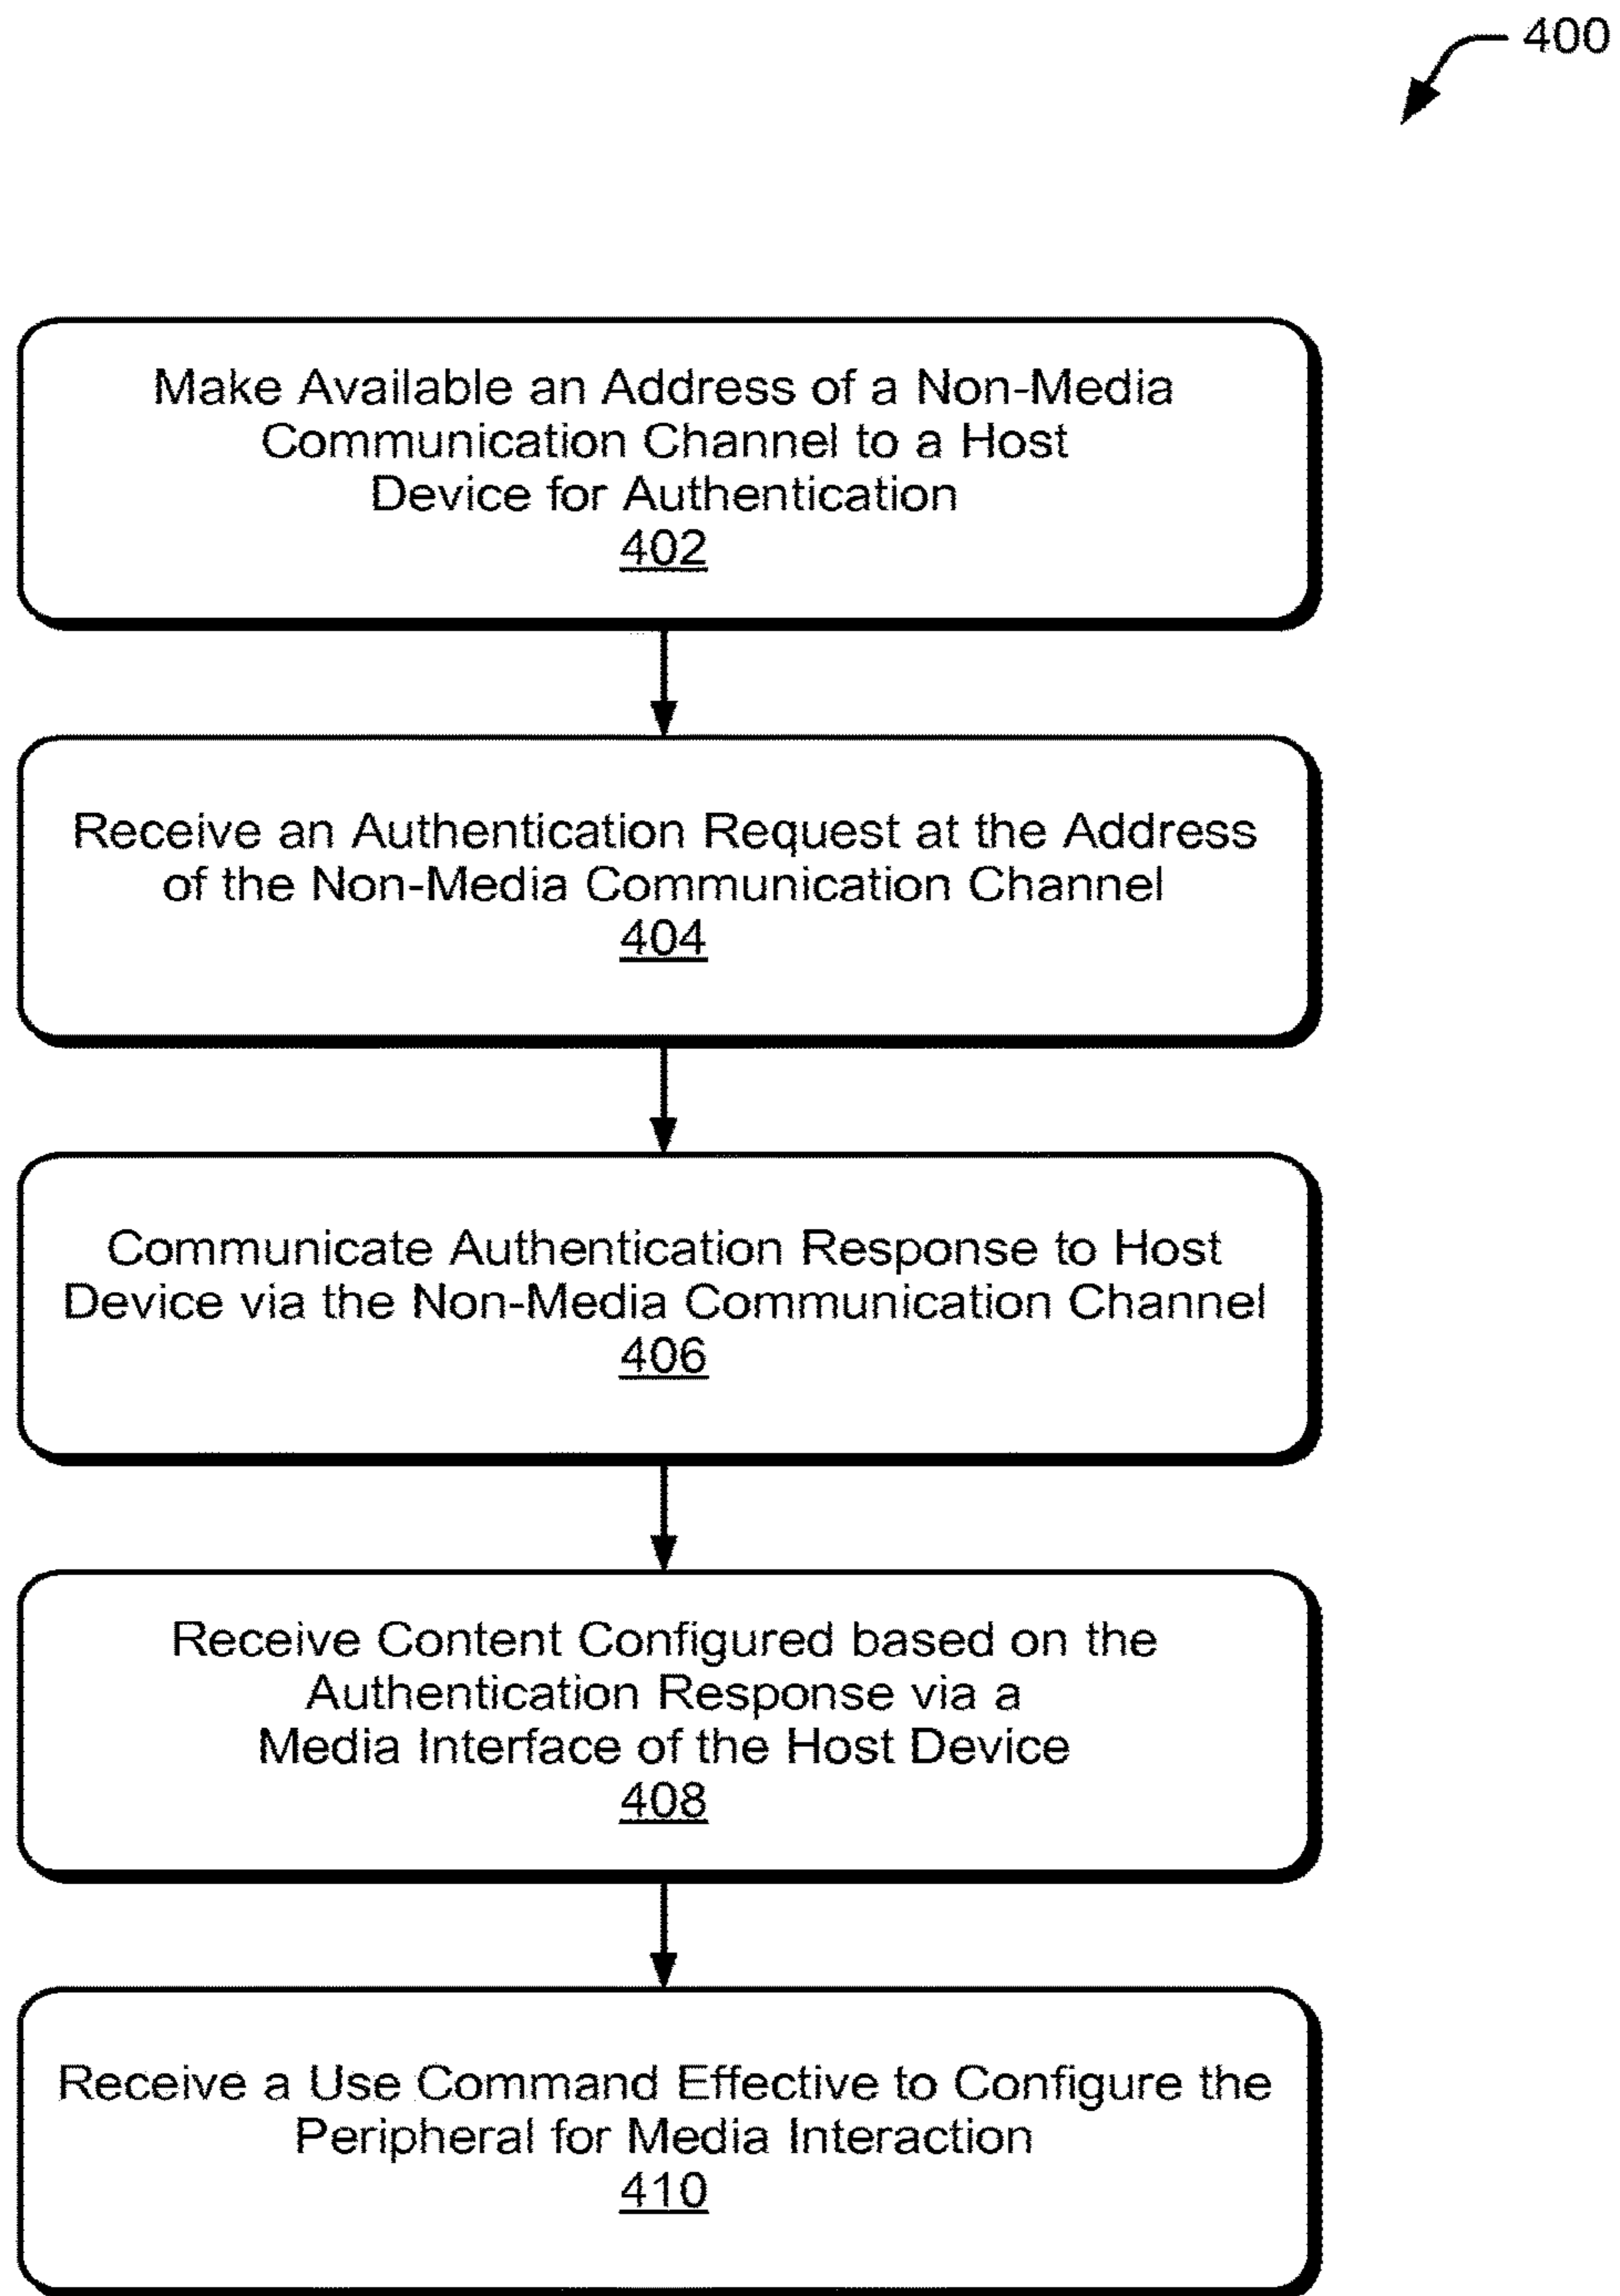 400
Make Available an Address of a Non-Media
Communication Channel to a Host
Device for Authentication
402
Receive an Authentication Request at the Address
of the Non-Media Communication Channel
404
Communicate Authentication Response to Host
Device via the Non-Media Communication Channel
406
Receive Content Configured based on the
Authentication Response via a
Media Interface of the Host Device
408
Receive a Use Command Effective to Configure the
Peripheral for Media Interaction
410